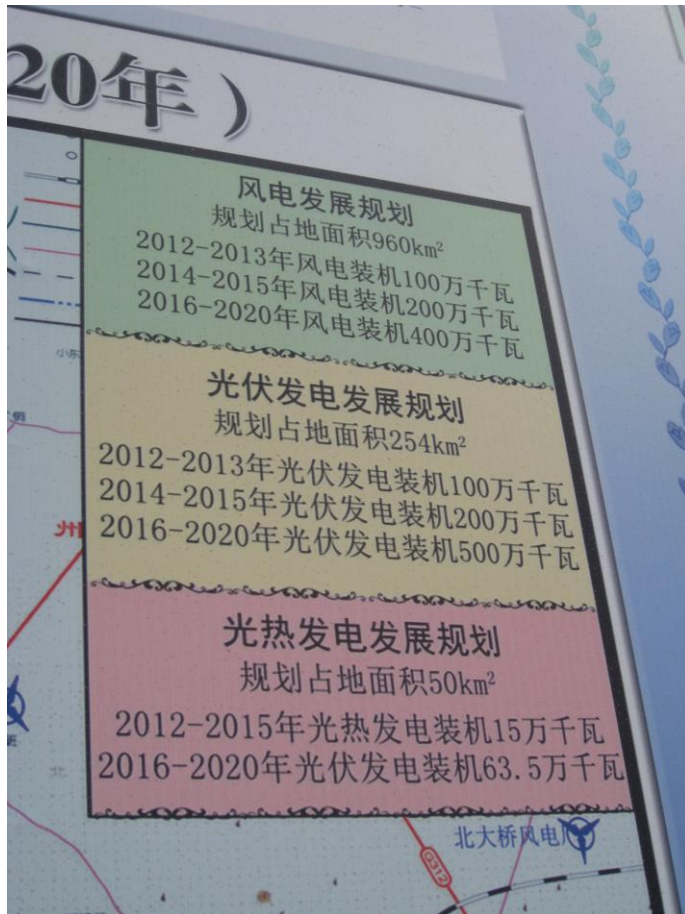 20年）
风电发展规划
规划占地面积960km²
2012-2013年风电装机100万千瓦
2014-2015年风电装机200万千瓦
2016-2020年风电装机400万千瓦
小东
光伏发电发展规划
规划占地面积254km²
2012-2013年光伏发电装机100万千瓦
2014-2015年光伏发电装机200万千瓦
2016-2020年光伏发电装机500万千瓦
州
光热发电发展规划
规划占地面积50km²
2012-2015年光热发电装机15万千瓦
2016-2020年光伏发电装机63.5万千瓦
北
北大桥风电厂
G312